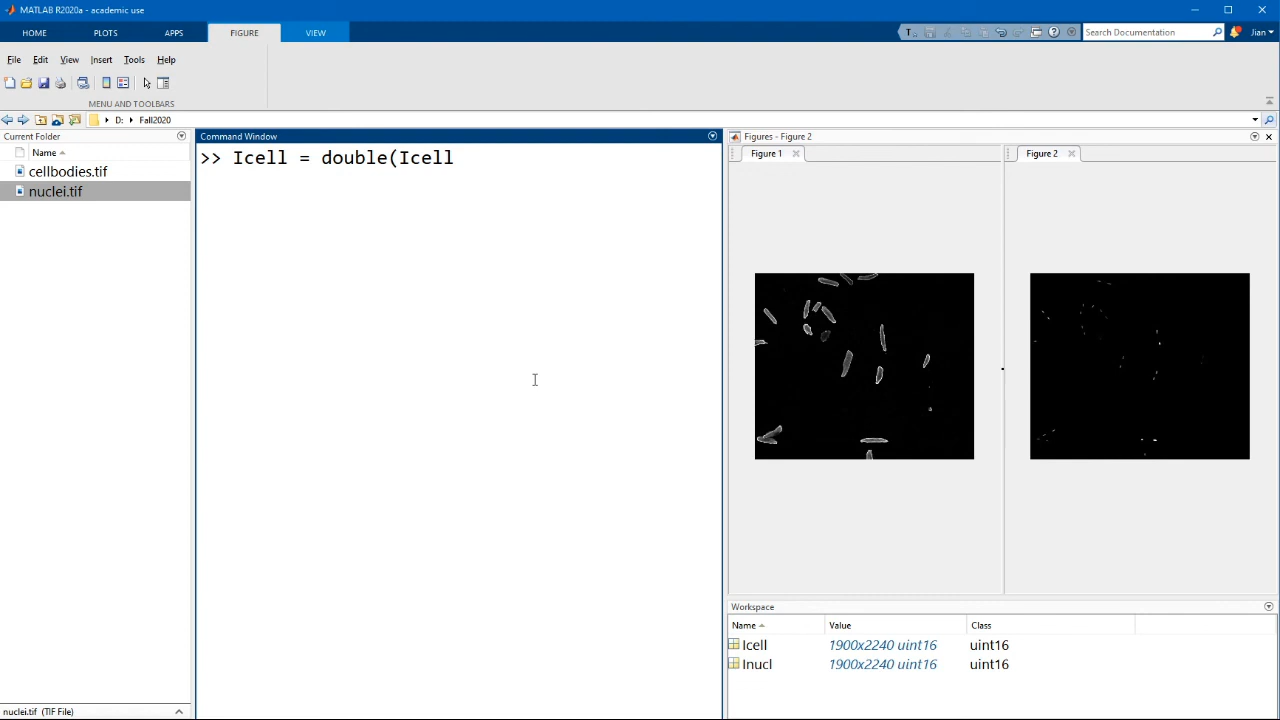 MATLAB R2020a - academic use
HOME PLOTS APPS FIGURE VIEW
Search Documentation
Jian
File Edit View Insert Tools Help
MENU AND TOOLBARS
D: Fall2020
Current Folder
Name
cellbodies.tif
nuclei.tif
nuclei.tif (TIF File)
Command Window
>> Icell = double(Icell
Figures - Figure 2
Figure 1
Figure 2
Workspace
Name Value Class
Icell 1900x2240 uint16 uint16
Inucl 1900x2240 uint16 uint16